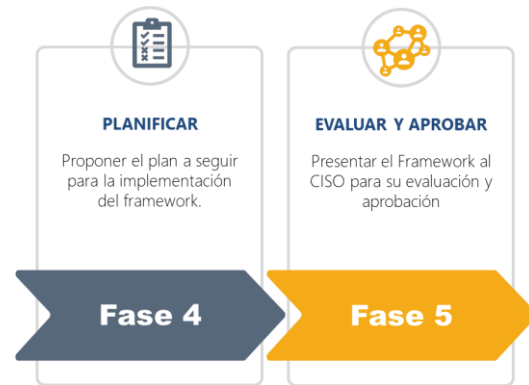 PLANIFICAR
Proponer el plan a seguir
para la implementación
del framework.
Fase 4
EVALUAR Y APROBAR
Presentar el Framework al
CISO para su evaluación y
aprobación
Fase 5